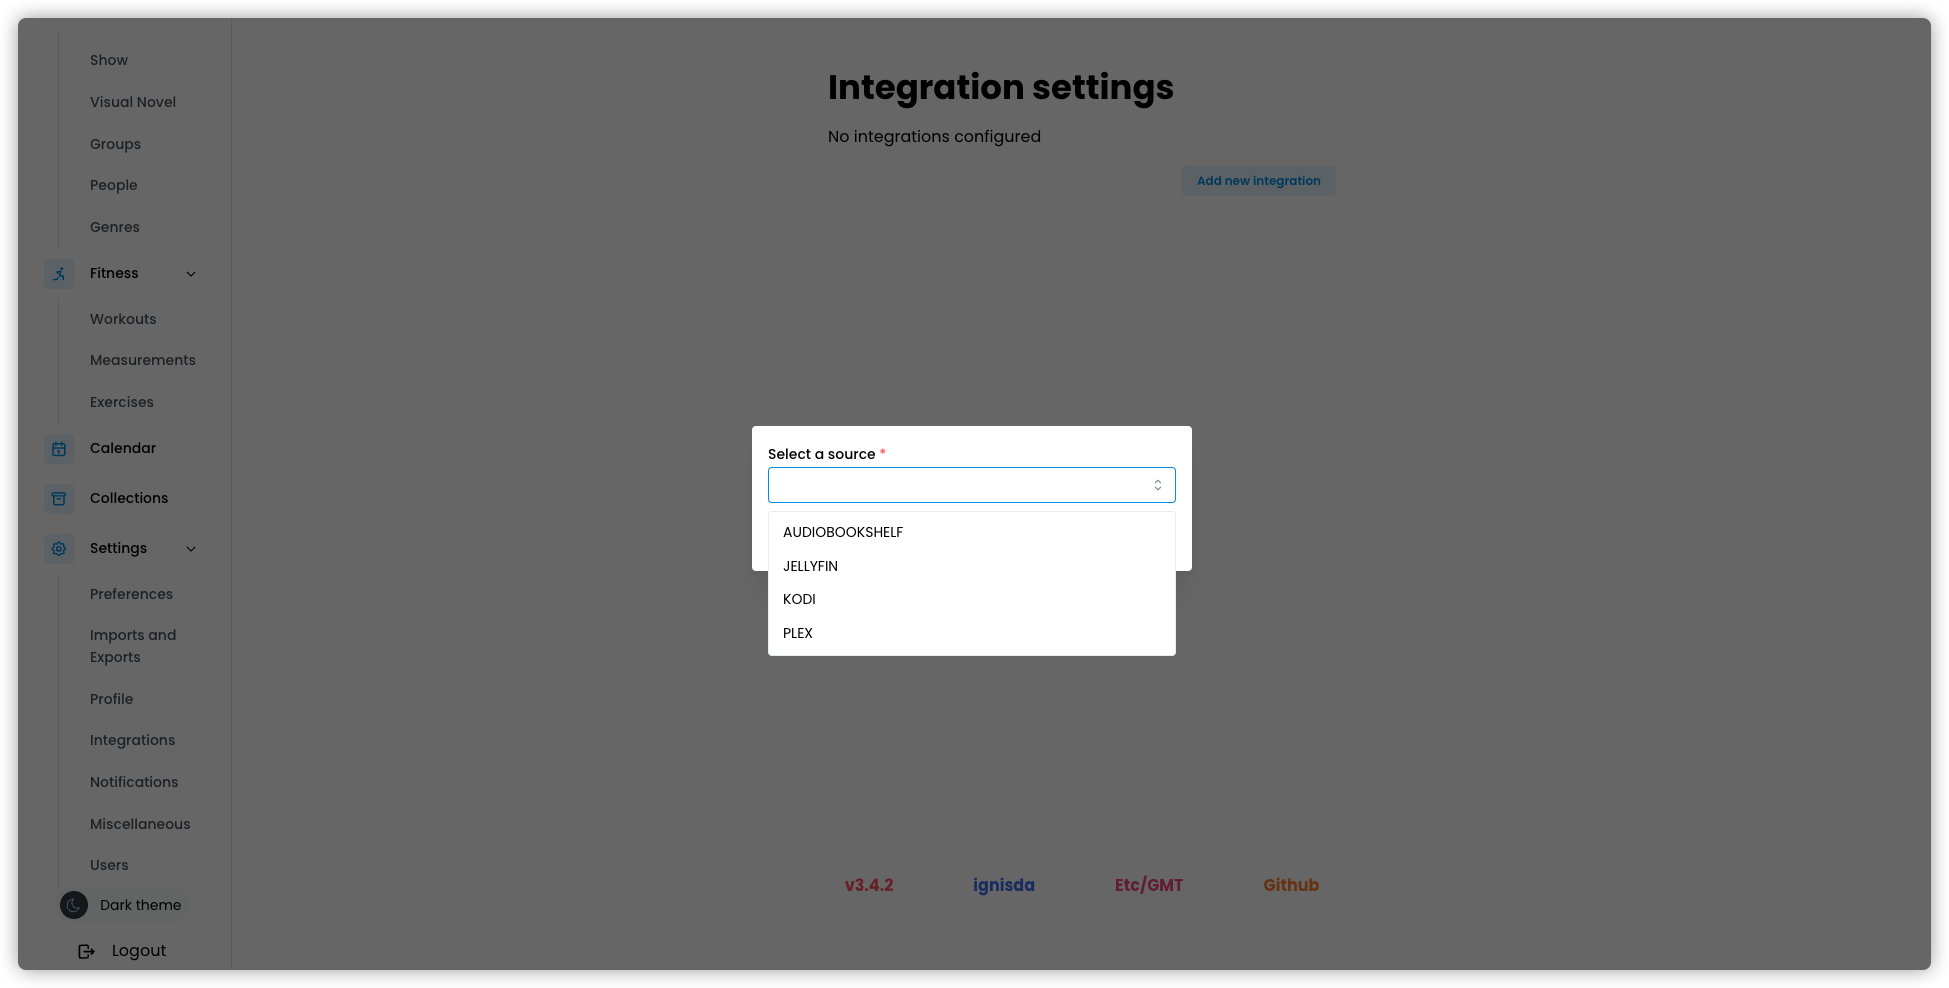 Show
Visual Novel
Groups
People
Genres
Fitness
Workouts
Measurements
Exercises
Calendar
Collections
Settings
Preferences
Imports and
Exports
Profile
Integrations
Notifications
Miscellaneous
Users
Dark theme
Logout
Integration settings
No integrations configured
Add new integration
Select a source *
AUDIOBOOKSHELF
JELLYFIN
KODI
PLEX
v3.4.2 ignisda Etc/GMT Github